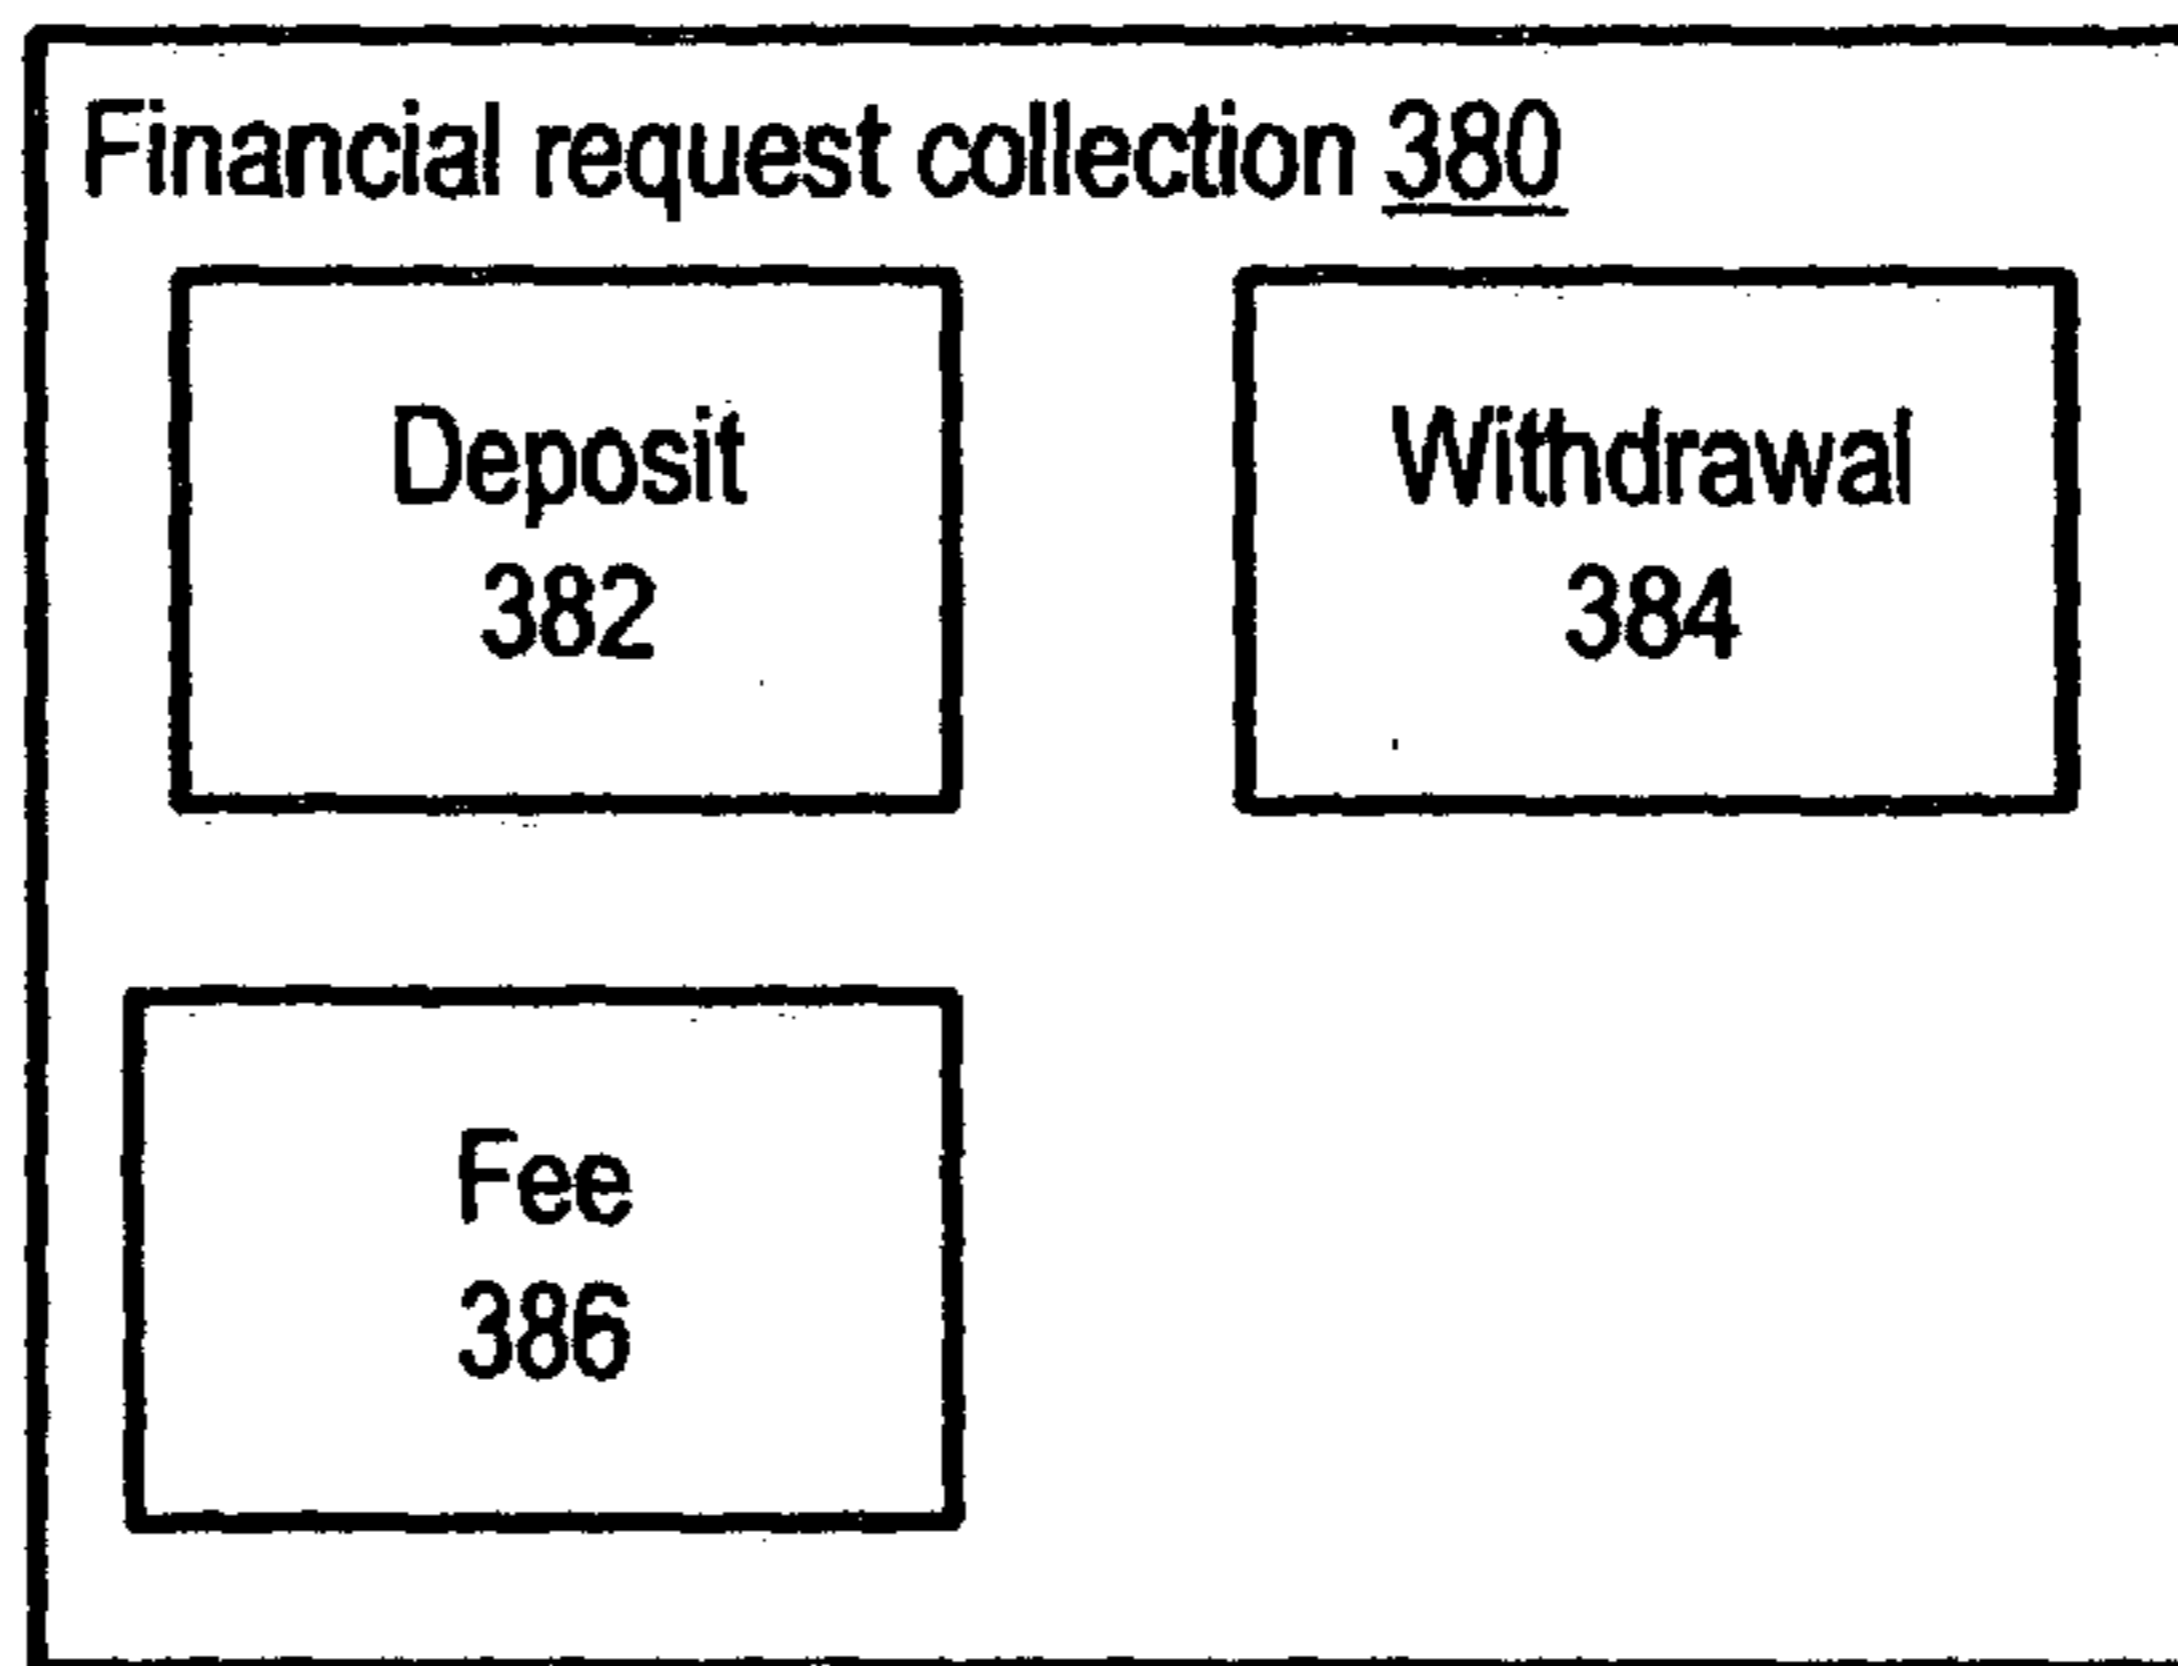 Financial request collection 380
Deposit
382
Withdrawal
384
Fee
386